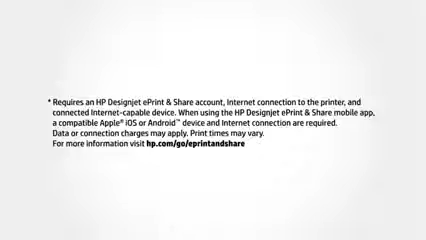 * Requires an HP Designjet ePrint & Share account, Internet connection to the printer, and
connected Internet-capable device. When using the HP Designjet ePrint & Share mobile app,
a compatible Apple® iOS or Android™ device and Internet connection are required.
Data or connection charges may apply. Print times may vary.
For more information visit hp.com/go/eprintandshare